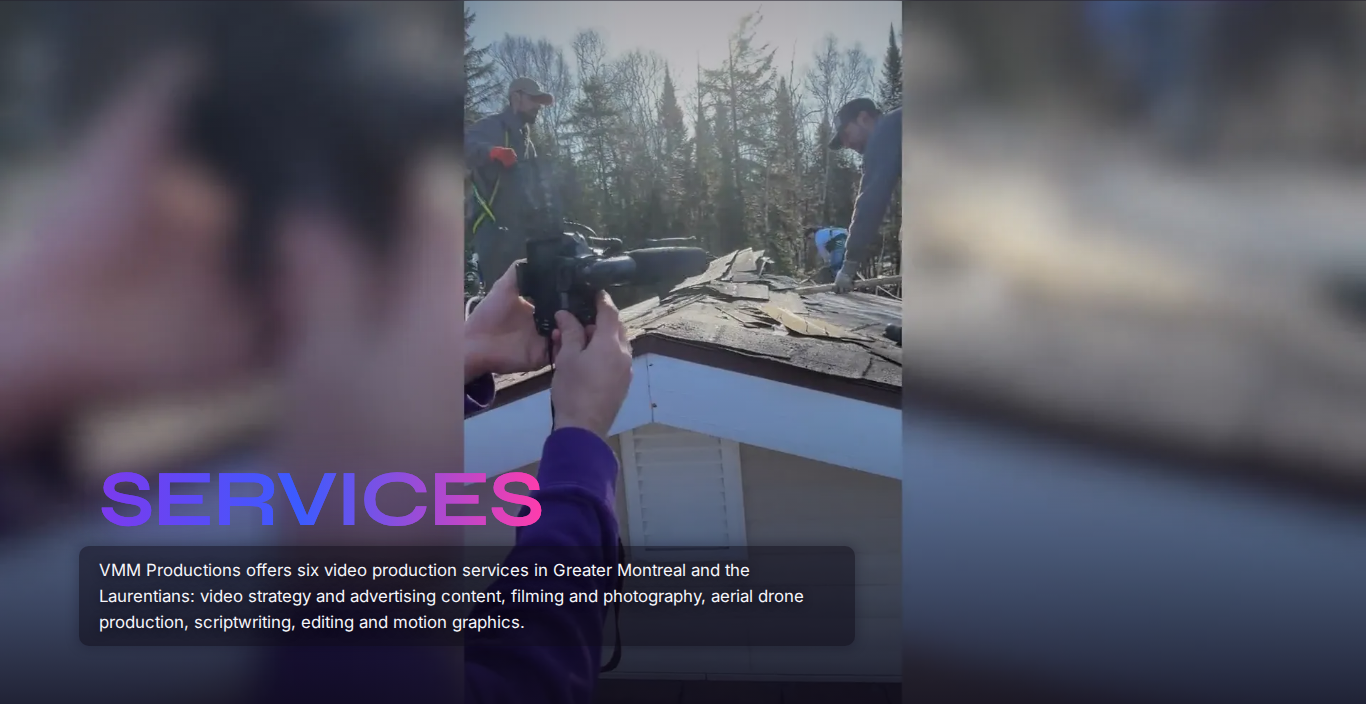 SERVICES
VMM Productions offers six video production services in Greater Montreal and the
Laurentians: video strategy and advertising content, filming and photography, aerial drone
production, scriptwriting, editing and motion graphics.